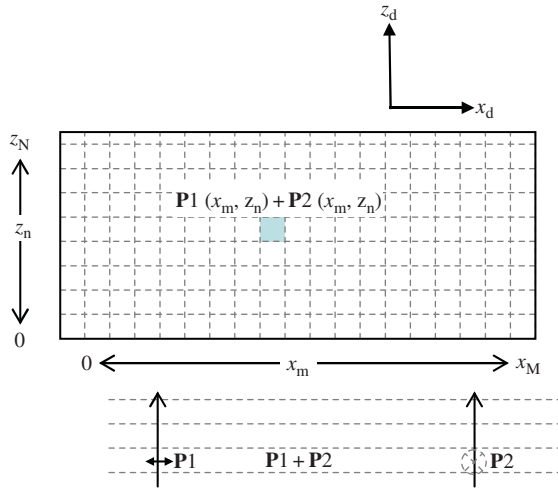 z_d
x_d
z_N
P1 (x_m, z_n) + P2 (x_m, z_n)
z_n
0
0 x_m x_M
P1 P1 + P2 P2